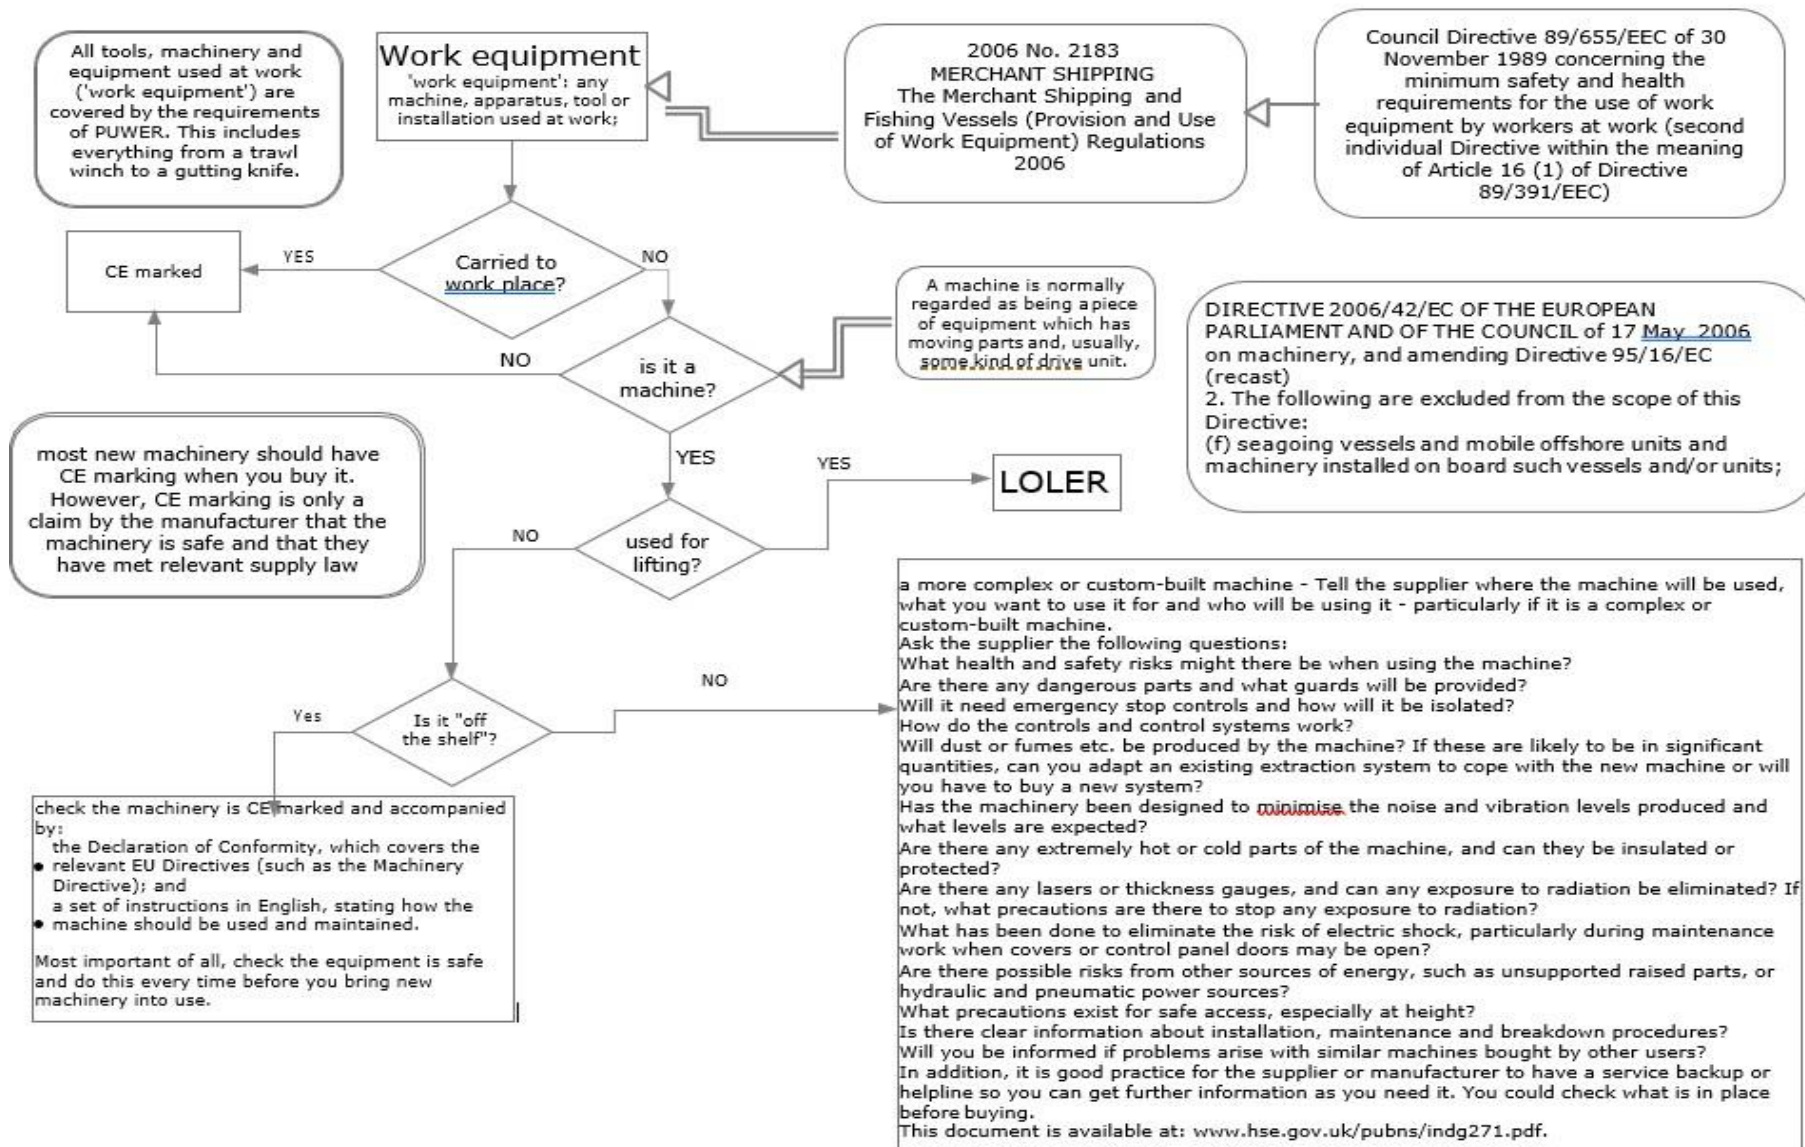 All tools, machinery and
equipment used at work
('work equipment') are
covered by the requirements
of PUWER. This includes
everything from a trawl
winch to a gutting knife.
Work equipment
'work equipment': any
machine, apparatus, tool or
installation used at work;
2006 No. 2183
MERCHANT SHIPPING
The Merchant Shipping and
Fishing Vessels (Provision and Use
of Work Equipment) Regulations
2006
Council Directive 89/655/EEC of 30
November 1989 concerning the
minimum safety and health
requirements for the use of work
equipment by workers at work (second
individual Directive within the meaning
of Article 16 (1) of Directive
89/391/EEC)
CE marked
YES
Carried to
work place?
NO
A machine is normally
regarded as being apiece
of equipment which has
moving parts and, usually,
some kind of drive unit.
DIRECTIVE 2006/42/EC OF THE EUROPEAN
PARLIAMENT AND OF THE COUNCIL of 17 May 2006
on machinery, and amending Directive 95/16/EC
(recast)
2. The following are excluded from the scope of this
Directive:
(f) seagoing vessels and mobile offshore units and
machinery installed on board such vessels and/or units;
NO
is it a
machine?
most new machinery should have
CE marking when you buy it.
However, CE marking is only a
claim by the manufacturer that the
machinery is safe and that they
have met relevant supply law
YES
YES
LOLER
NO
used for
lifting?
a more complex or custom-built machine - Tell the supplier where the machine will be used,
what you want to use it for and who will be using it - particularly if it is a complex or
custom-built machine.
Ask the supplier the following questions:
What health and safety risks might there be when using the machine?
Are there any dangerous parts and what guards will be provided?
Will it need emergency stop controls and how will it be isolated?
How do the controls and control systems work?
Will dust or fumes etc. be produced by the machine? If these are likely to be in significant
quantities, can you adapt an existing extraction system to cope with the new machine or will
you have to buy a new system?
Has the machinery been designed to minimise the noise and vibration levels produced and
what levels are expected?
Are there any extremely hot or cold parts of the machine, and can they be insulated or
protected?
Are there any lasers or thickness gauges, and can any exposure to radiation be eliminated? If
not, what precautions are there to stop any exposure to radiation?
What has been done to eliminate the risk of electric shock, particularly during maintenance
work when covers or control panel doors may be open?
Are there possible risks from other sources of energy, such as unsupported raised parts, or
hydraulic and pneumatic power sources?
What precautions exist for safe access, especially at height?
Is there clear information about installation, maintenance and breakdown procedures?
Will you be informed if problems arise with similar machines bought by other users?
In addition, it is good practice for the supplier or manufacturer to have a service backup or
helpline so you can get further information as you need it. You could check what is in place
before buying.
This document is available at: www.hse.gov.uk/pubns/indg271.pdf.
NO
Yes
Is it "off
the shelf"?
check the machinery is CE marked and accompanied
by:
the Declaration of Conformity, which covers the
• relevant EU Directives (such as the Machinery
Directive); and
a set of instructions in English, stating how the
• machine should be used and maintained.
Most important of all, check the equipment is safe
and do this every time before you bring new
machinery into use.